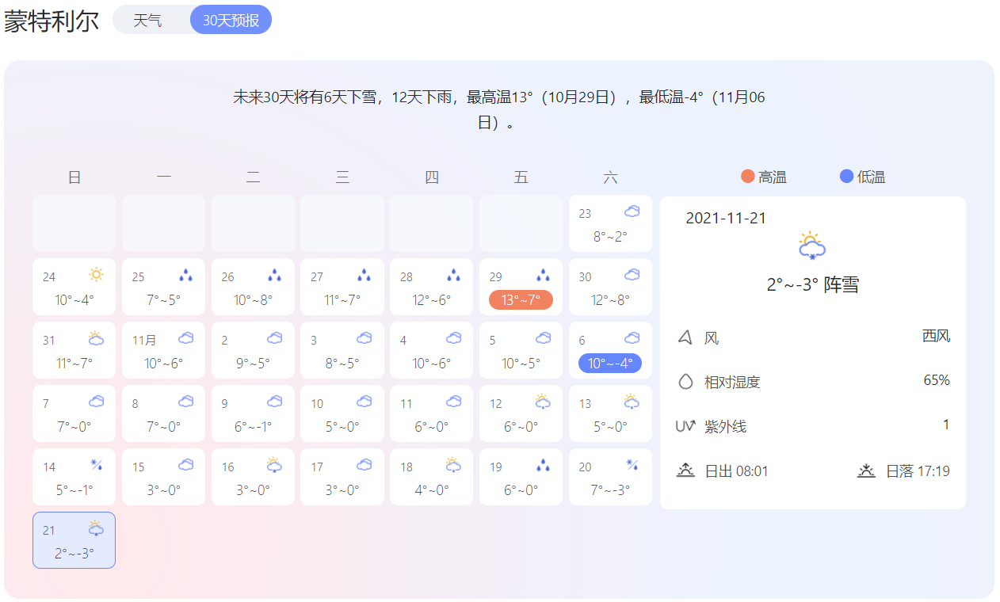 蒙特利尔 天气 30天预报
未来30天将有6天下雪，12天下雨，最高温13°（10月29日），最低温-4°（11月06
日）。
日 一 二 三 四 五 六
高温 低温
23
8°~2°
24 25 26 27 28 29 30
10°~4° 7°~5° 10°~8° 11°~7° 12°~6° 13°~7° 12°~8°
31 11月 2 3 4 5 6
11°~7° 10°~6° 9°~5° 8°~5° 10°~6° 10°~5° 10°~-4°
7 8 9 10 11 12 13
7°~0° 7°~0° 6°~-1° 5°~0° 6°~0° 6°~0° 5°~0°
14 15 16 17 18 19 20
5°~-1° 3°~0° 3°~0° 3°~0° 4°~0° 6°~0° 7°~-3°
21
2°~-3°
2021-11-21
2°~-3° 阵雪
风 西风
相对湿度 65%
UV 紫外线 1
日出 08:01 日落 17:19